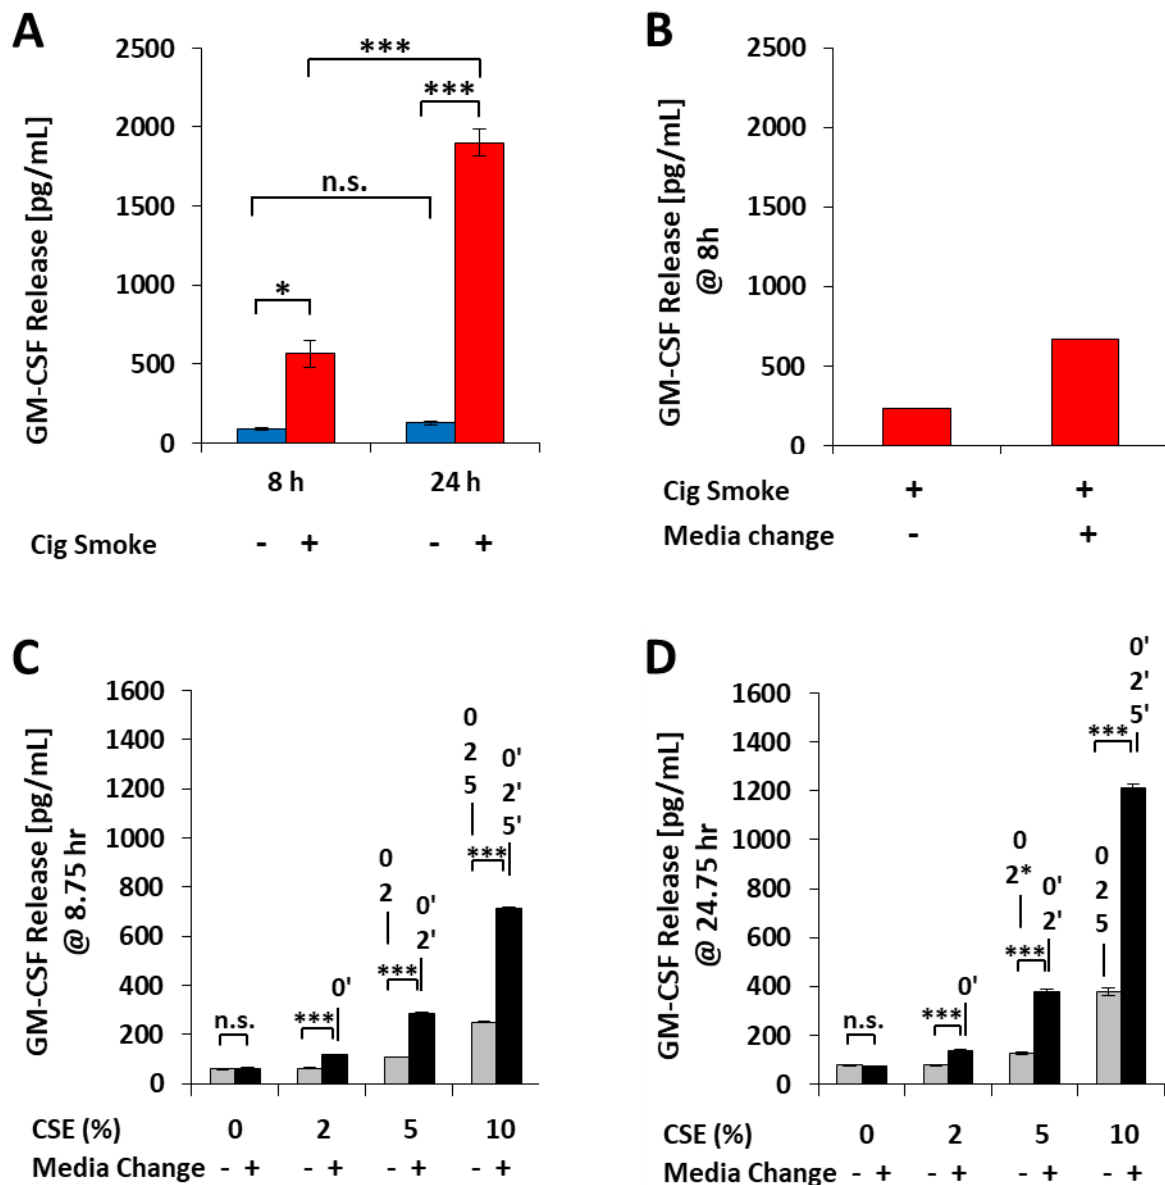 A
GM-CSF Release [pg/mL]
2500
2000
1500
1000
500
0
***
***
n.s.
*
8 h
24 h
Cig Smoke - + - +
B
GM-CSF Release [pg/mL]
@ 8h
2500
2000
1500
1000
500
0
Cig Smoke + +
Media change - +
C
GM-CSF Release [pg/mL]
@ 8.75 hr
1600
1400
1200
1000
800
600
400
200
0
n.s.
***
0'
0
2
***
0'
2'
0
2
5
***
0'
2'
5'
CSE (%) 0 2 5 10
Media Change - + - + - + - +
D
GM-CSF Release [pg/mL]
@ 24.75 hr
1600
1400
1200
1000
800
600
400
200
0
n.s.
***
0'
0
2*
***
0'
2'
0
2
5
***
0'
2'
5'
CSE (%) 0 2 5 10
Media Change - + - + - + - +